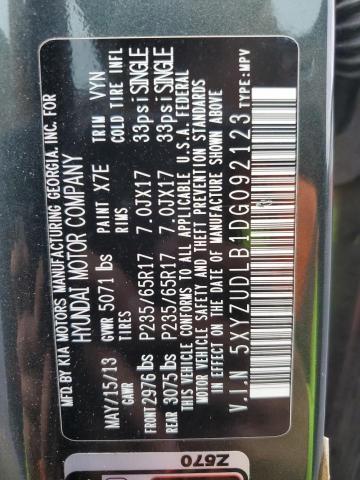 MFD. BY KIA MOTORS MANUFACTURING GEORGIA, INC. FOR
HYUNDAI MOTOR COMPANY
MAY/15/13 GVWR 5071 lbs PAINT X7E TRIM VYN
GAWR TIRES RIMS COLD TIRE INFL
FRONT 2976 lbs P235/65R17 7.0JX17 33psi SINGLE
REAR 3075 lbs P235/65R17 7.0JX17 33psi SINGLE
THIS VEHICLE CONFORMS TO ALL APPLICABLE U.S.A. FEDERAL
MOTOR VEHICLE SAFETY AND THEFT PREVENTION STANDARDS
IN EFFECT ON THE DATE OF MANUFACTURE SHOWN ABOVE.
V.I.N 5XYZUDLB1DG092123 TYPE:MPV
Z670